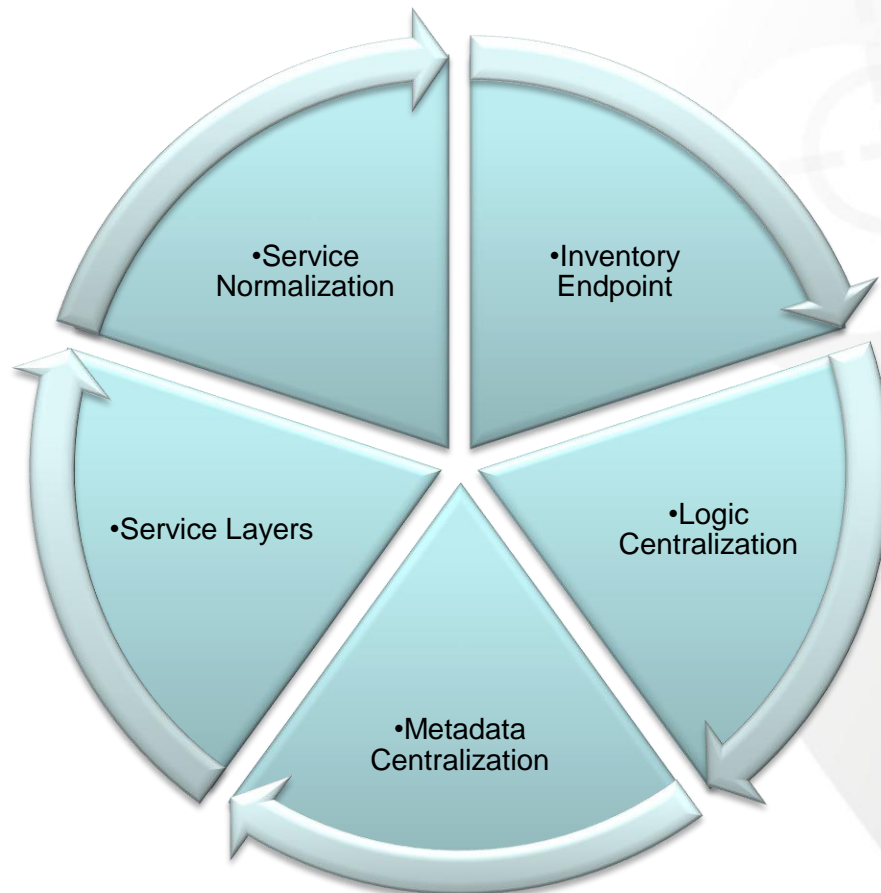 •Service
Normalization
•Inventory
Endpoint
•Logic
Centralization
•Metadata
Centralization
•Service Layers